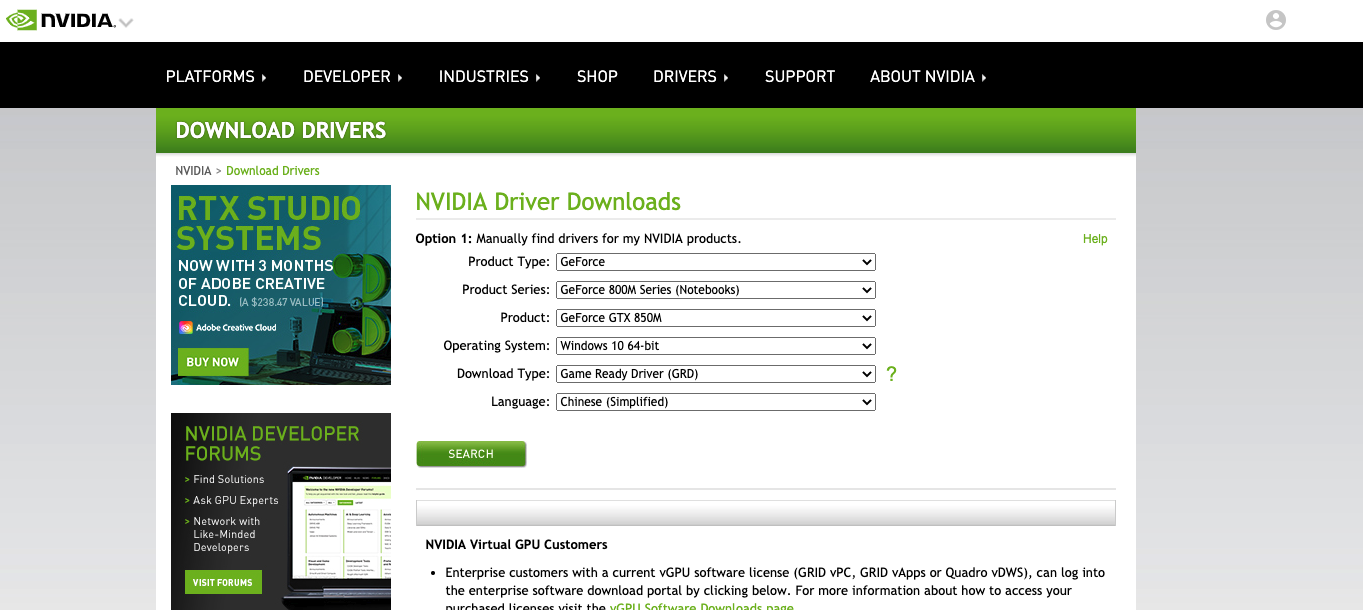 NVIDIA
PLATFORMS DEVELOPER INDUSTRIES SHOP DRIVERS SUPPORT ABOUT NVIDIA
DOWNLOAD DRIVERS
NVIDIA > Download Drivers
RTX STUDIO
SYSTEMS
NOW WITH 3 MONTHS
OF ADOBE CREATIVE
CLOUD. (A $238.47 VALUE)
Adobe Creative Cloud
BUY NOW
NVIDIA DEVELOPER
FORUMS
> Find Solutions
> Ask GPU Experts
> Network with
Like-Minded
Developers
VISIT FORUMS
NVIDIA Driver Downloads
Option 1: Manually find drivers for my NVIDIA products.
Help
Product Type: GeForce
Product Series: GeForce 800M Series (Notebooks)
Product: GeForce GTX 850M
Operating System: Windows 10 64-bit
Download Type: Game Ready Driver (GRD) ?
Language: Chinese (Simplified)
SEARCH
NVIDIA Virtual GPU Customers
• Enterprise customers with a current vGPU software license (GRID vPC, GRID vApps or Quadro vDWS), can log into
the enterprise software download portal by clicking below. For more information about how to access your
purchased licenses visit the vGPU Software Downloads page.